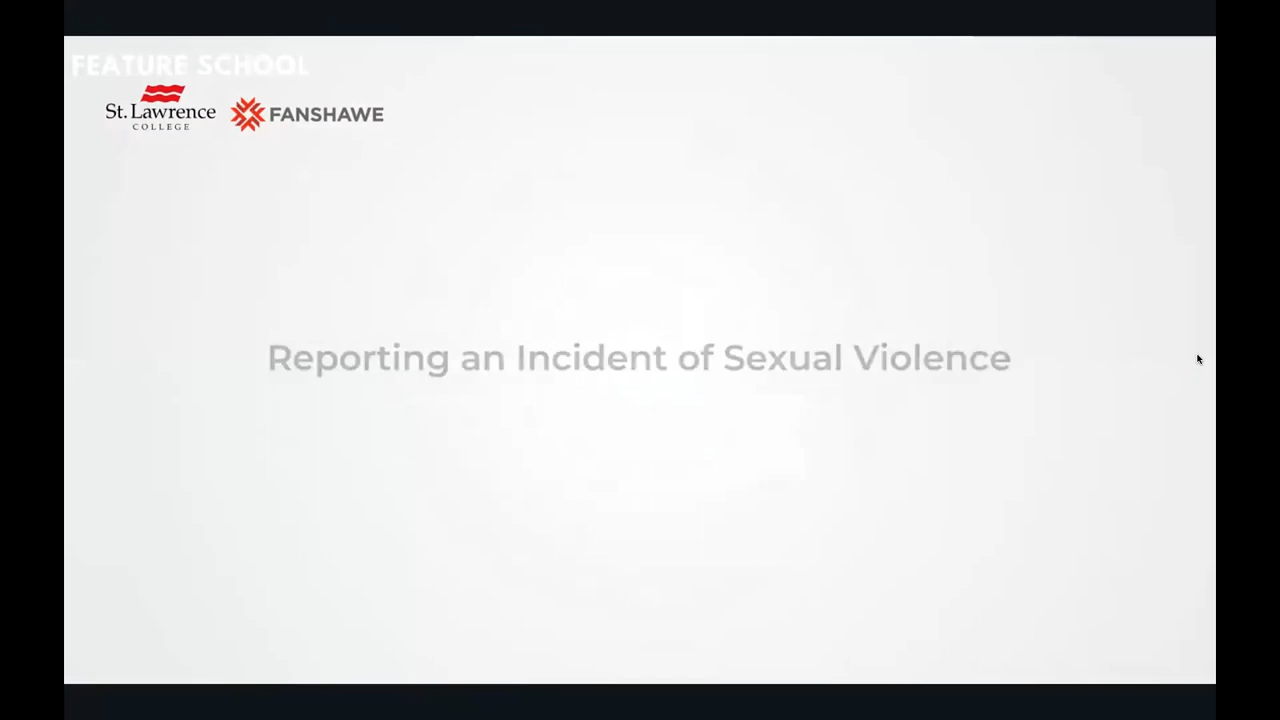 FEATURE SCHOOL
St. Lawrence
COLLEGE
FANSHAWE
Reporting an Incident of Sexual Violence